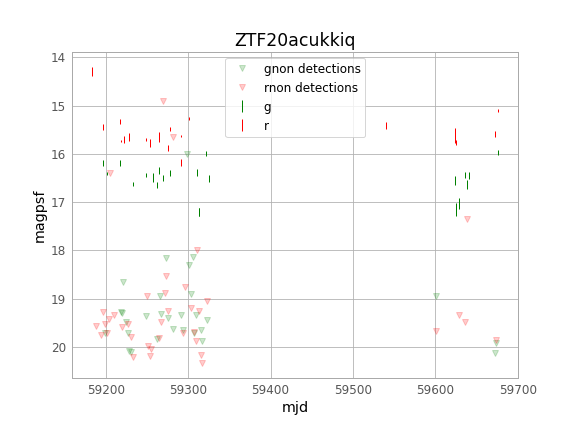 ZTF20acukkiq
14
15
16
17
18
19
20
magpsf
gnon detections
rnon detections
g
r
59200
59300
59400
59500
59600
59700
mjd